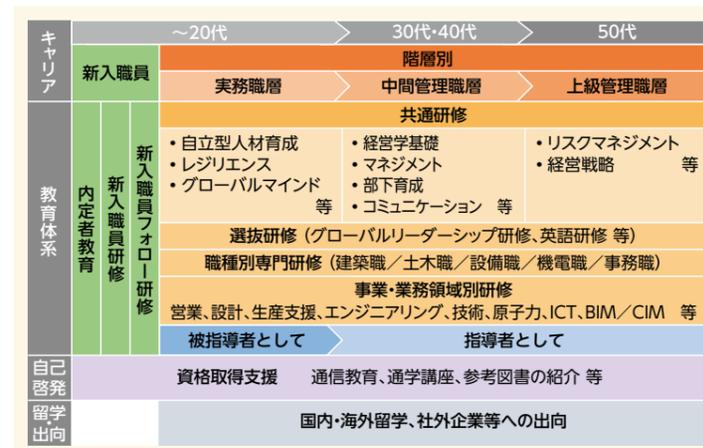 キャリア
～20代
30代・40代
50代
新入職員
階層別
実務職層
中間管理職層
上級管理職層
教育体系
内定者教育
新入職員研修
新入職員フォロー研修
共通研修
・自立型人材育成
・レジリエンス
・グローバルマインド
等
・経営学基礎
・マネジメント
・部下育成
・コミュニケーション 等
・リスクマネジメント
・経営戦略 等
選抜研修（グローバルリーダーシップ研修、英語研修 等）
職種別専門研修（建築職／土木職／設備職／機電職／事務職）
事業・業務領域別研修
営業、設計、生産支援、エンジニアリング、技術、原子力、ICT、BIM／CIM 等
被指導者として
指導者として
自己
啓発
資格取得支援 通信教育、通学講座、参考図書の紹介 等
留学・
出向
国内・海外留学、社外企業等への出向